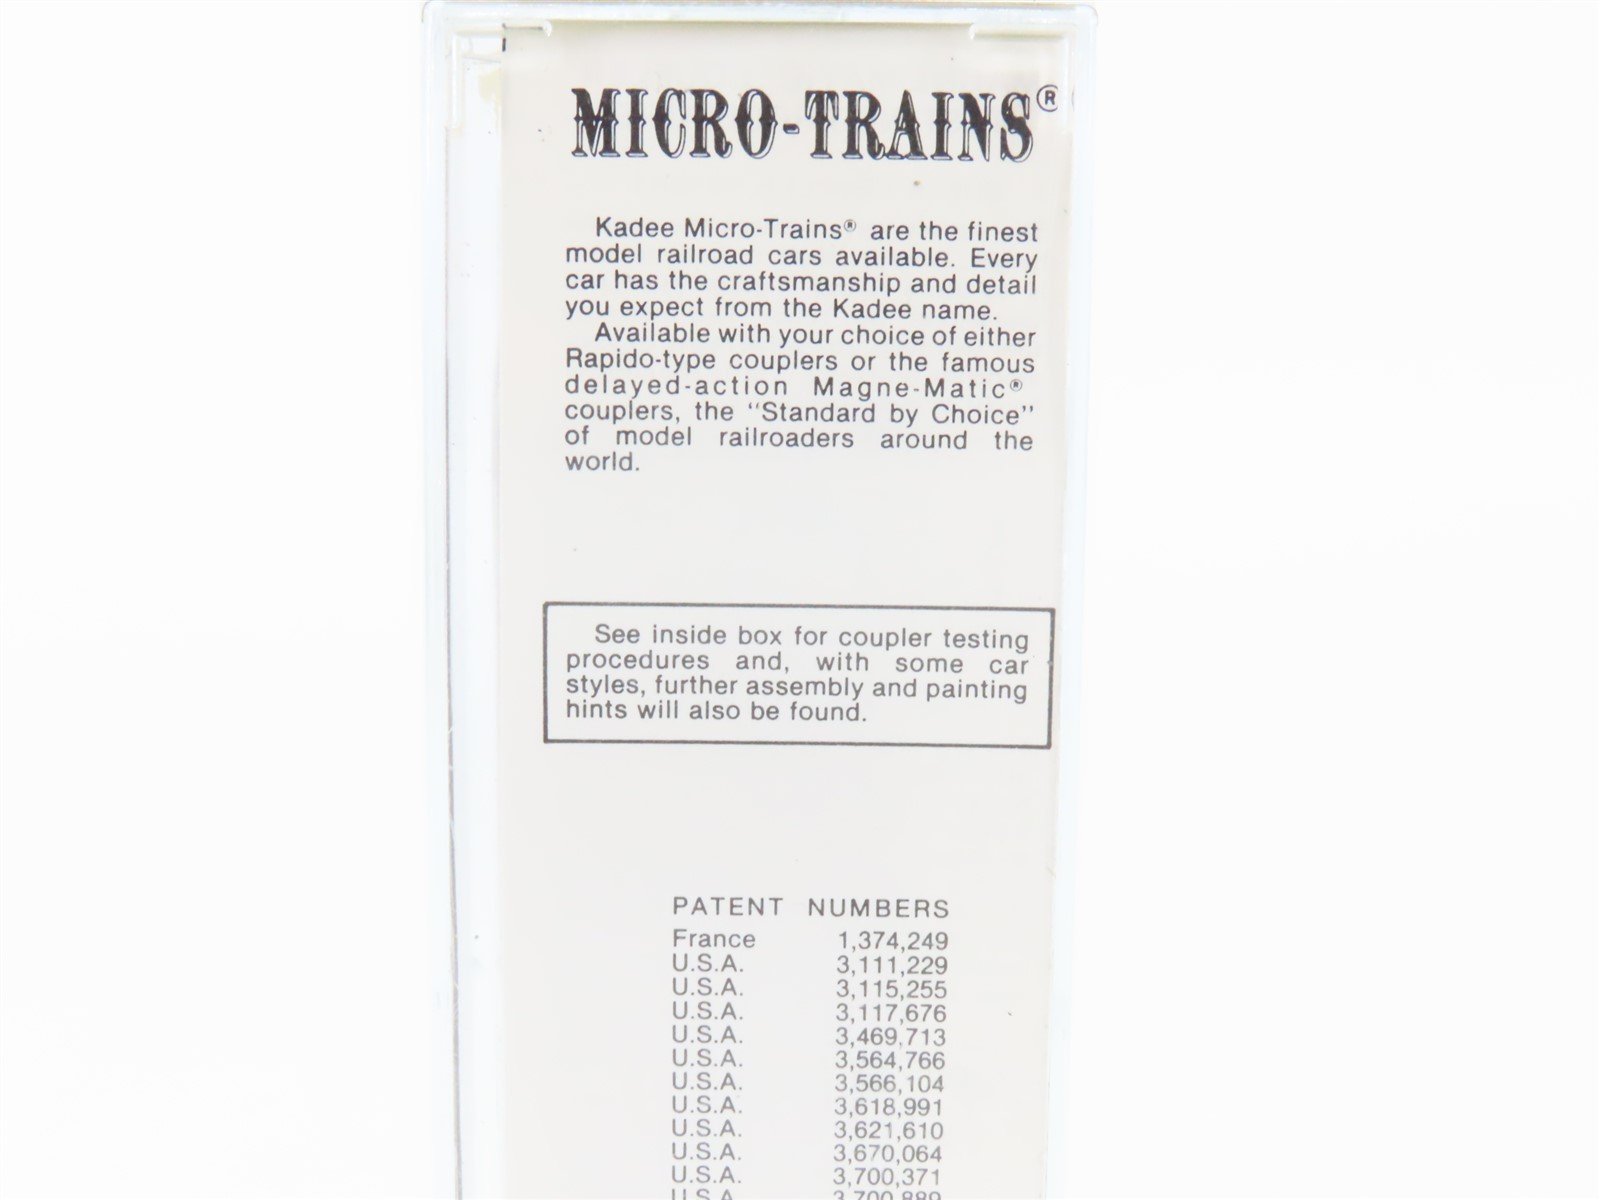 MICRO-TRAINS®
Kadee Micro-Trains® are the finest
model railroad cars available. Every
car has the craftsmanship and detail
you expect from the Kadee name.
Available with your choice of either
Rapido-type couplers or the famous
delayed-action Magne-Matic®
couplers, the "Standard by Choice"
of model railroaders around the
world.
See inside box for coupler testing
procedures and, with some car
styles, further assembly and painting
hints will also be found.
PATENT NUMBERS
France 1,374,249
U.S.A. 3,111,229
U.S.A. 3,115,255
U.S.A. 3,117,676
U.S.A. 3,469,713
U.S.A. 3,564,766
U.S.A. 3,566,104
U.S.A. 3,618,991
U.S.A. 3,621,610
U.S.A. 3,670,064
U.S.A. 3,700,371
U.S.A. 3,700,889